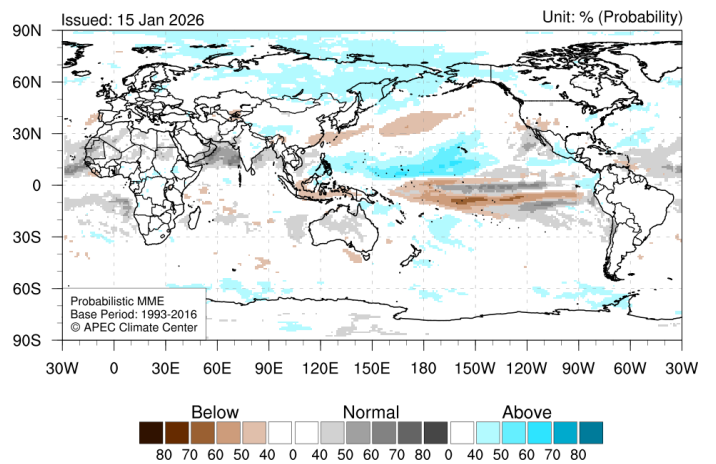 Issued: 15 Jan 2026
Unit: % (Probability)
90N
60N
30N
0
30S
60S
90S
Probabilistic MME
Base Period: 1993-2016
© APEC Climate Center
30W 0 30E 60E 90E 120E 150E 180 150W 120W 90W 60W 30W
Below Normal Above
80 70 60 50 40 0 0 40 50 60 70 80 0 40 50 60 70 80